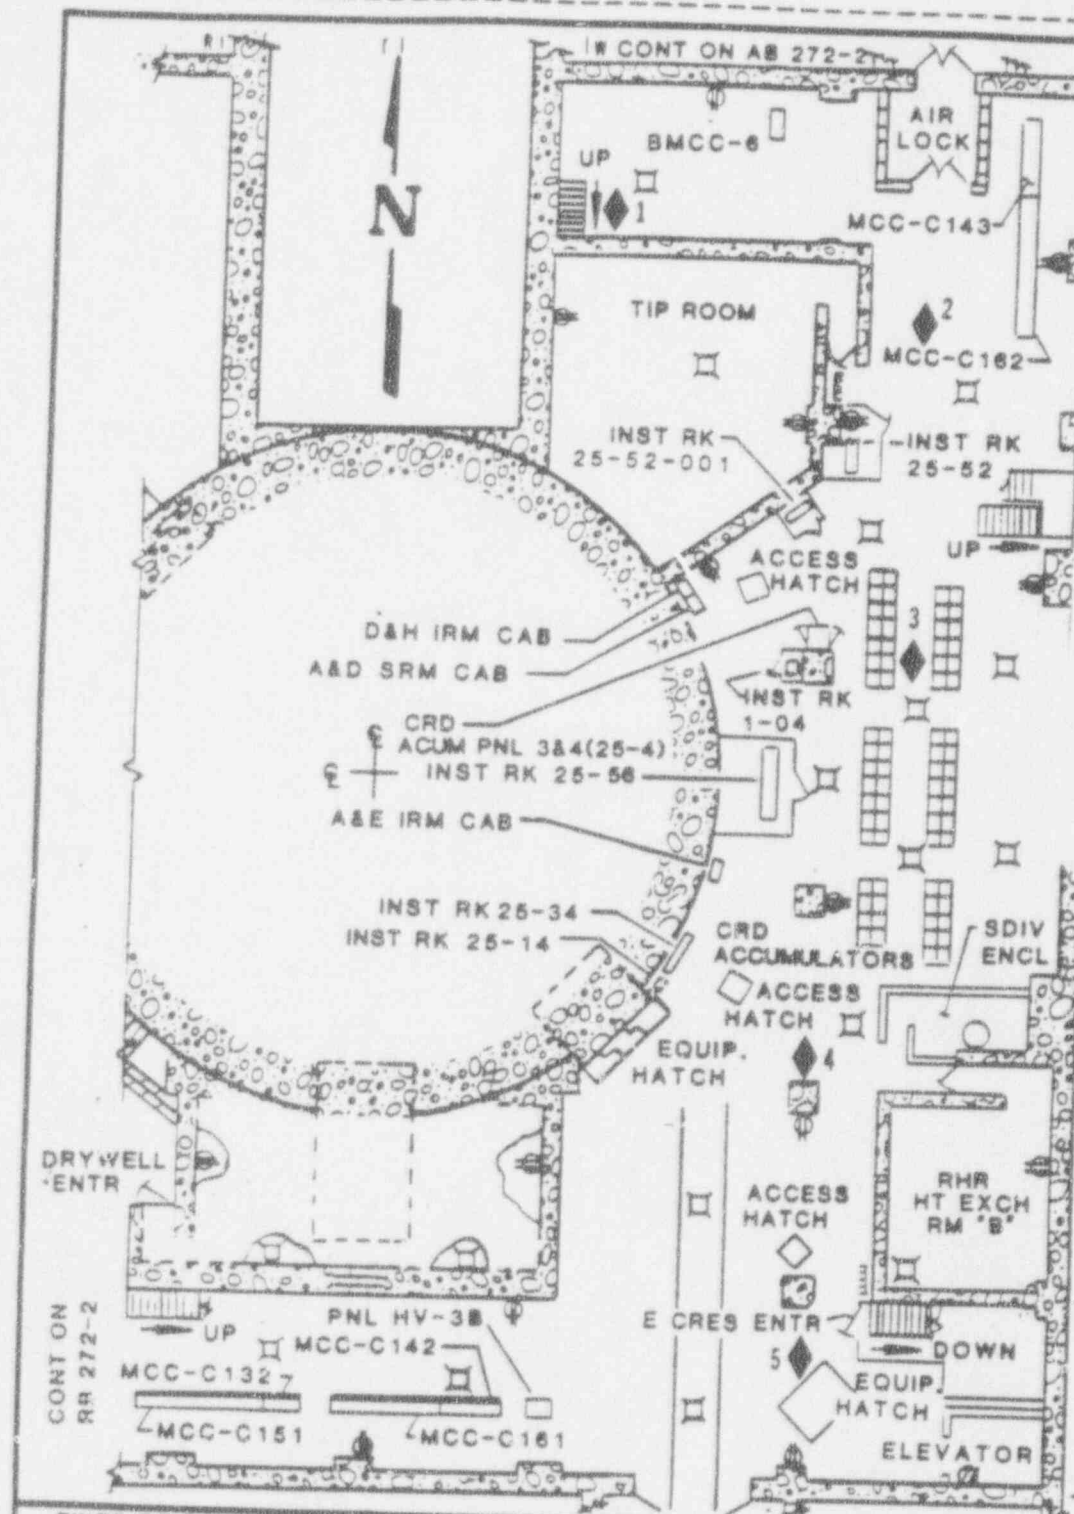 W CONT ON AB 272-2
AIR
LOCK
BMCC-6
UP
1
MCC-C143
N
TIP ROOM
2
MCC-C162
INST RK
25-52-001
INST RK
25-52
UP
ACCESS
HATCH
3
D&H IRM CAB
A&D SRM CAB
INST RK
1-04
CRD
ACUM PNL 3&4(25-4)
INST RK 25-56
A&E IRM CAB
INST RK 25-34
INST RK 25-14
CRD
ACCUMULATORS
SDIV
ENCL
ACCESS
HATCH
EQUIP.
HATCH
4
DRYWELL
ENTR
ACCESS
HATCH
RHR
HT EXCH
RM "B"
CONT ON
RB 272-2
UP
PNL HV-3B
E CRES ENTR
MCC-C142
MCC-C132
5
DOWN
EQUIP.
HATCH
MCC-C151
MCC-C161
ELEVATOR